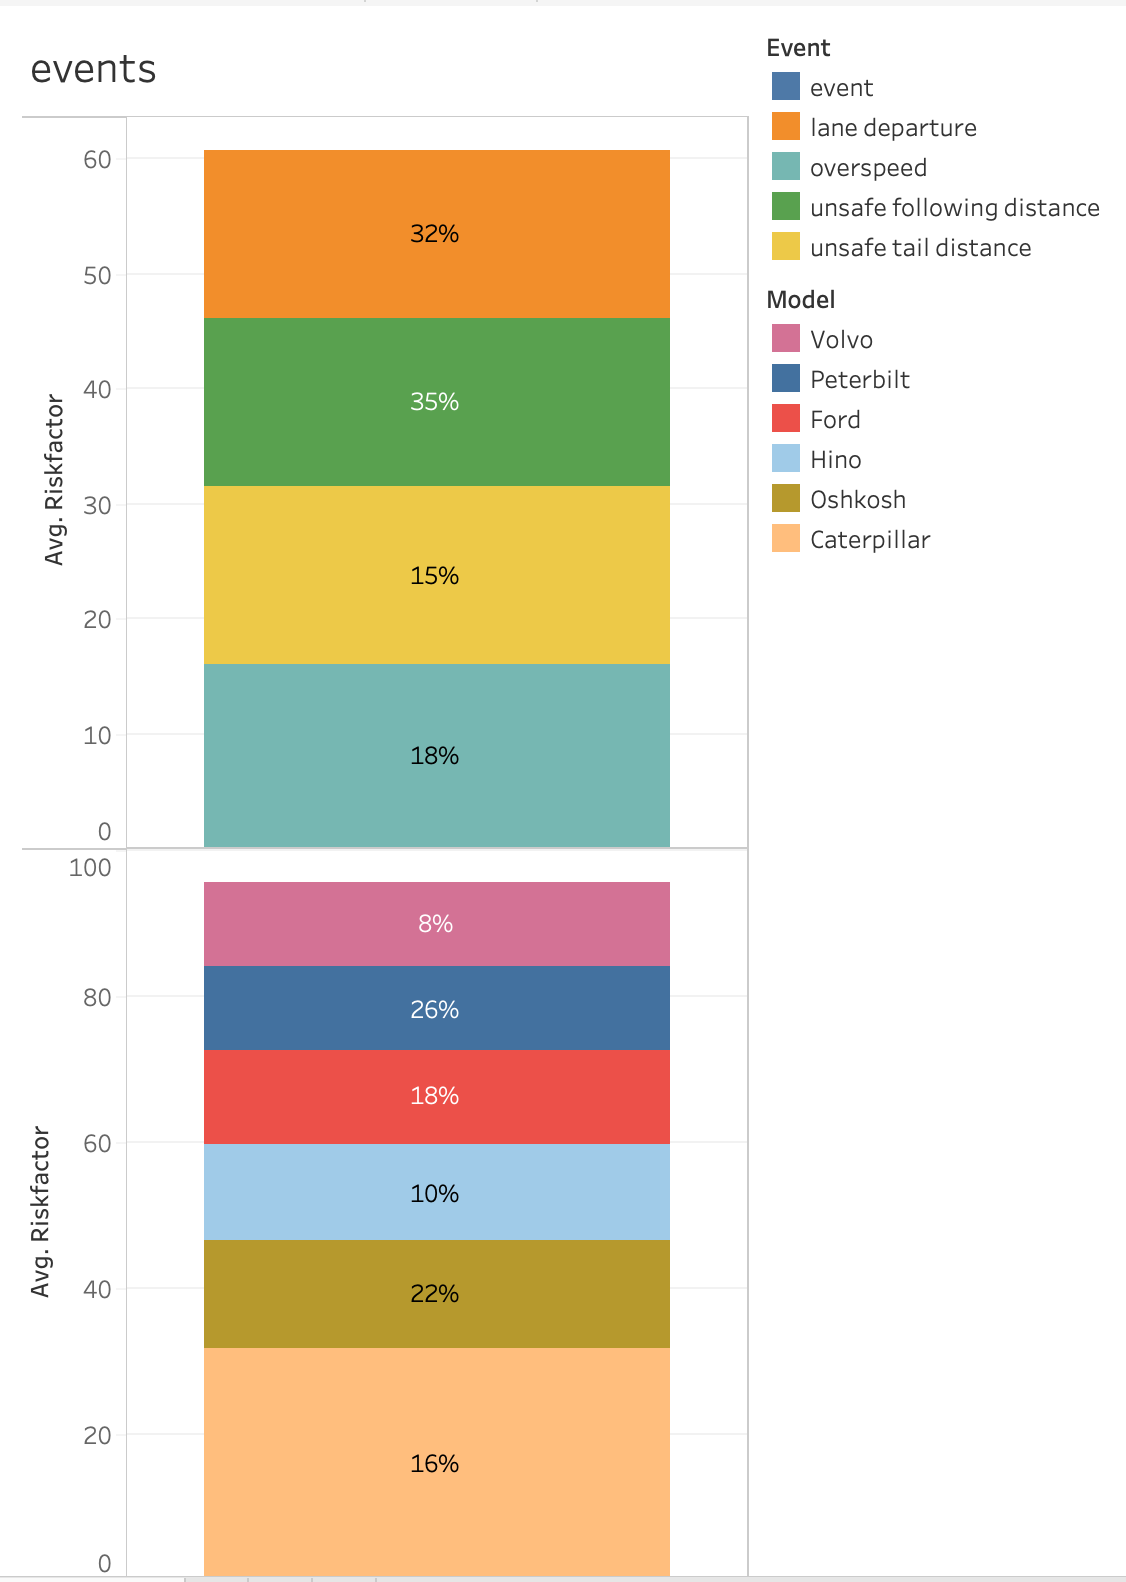 events
Avg. Riskfactor
60
50
40
30
20
10
0
32%
35%
15%
18%
Avg. Riskfactor
100
80
60
40
20
0
8%
26%
18%
10%
22%
16%
Event
event
lane departure
overspeed
unsafe following distance
unsafe tail distance
Model
Volvo
Peterbilt
Ford
Hino
Oshkosh
Caterpillar